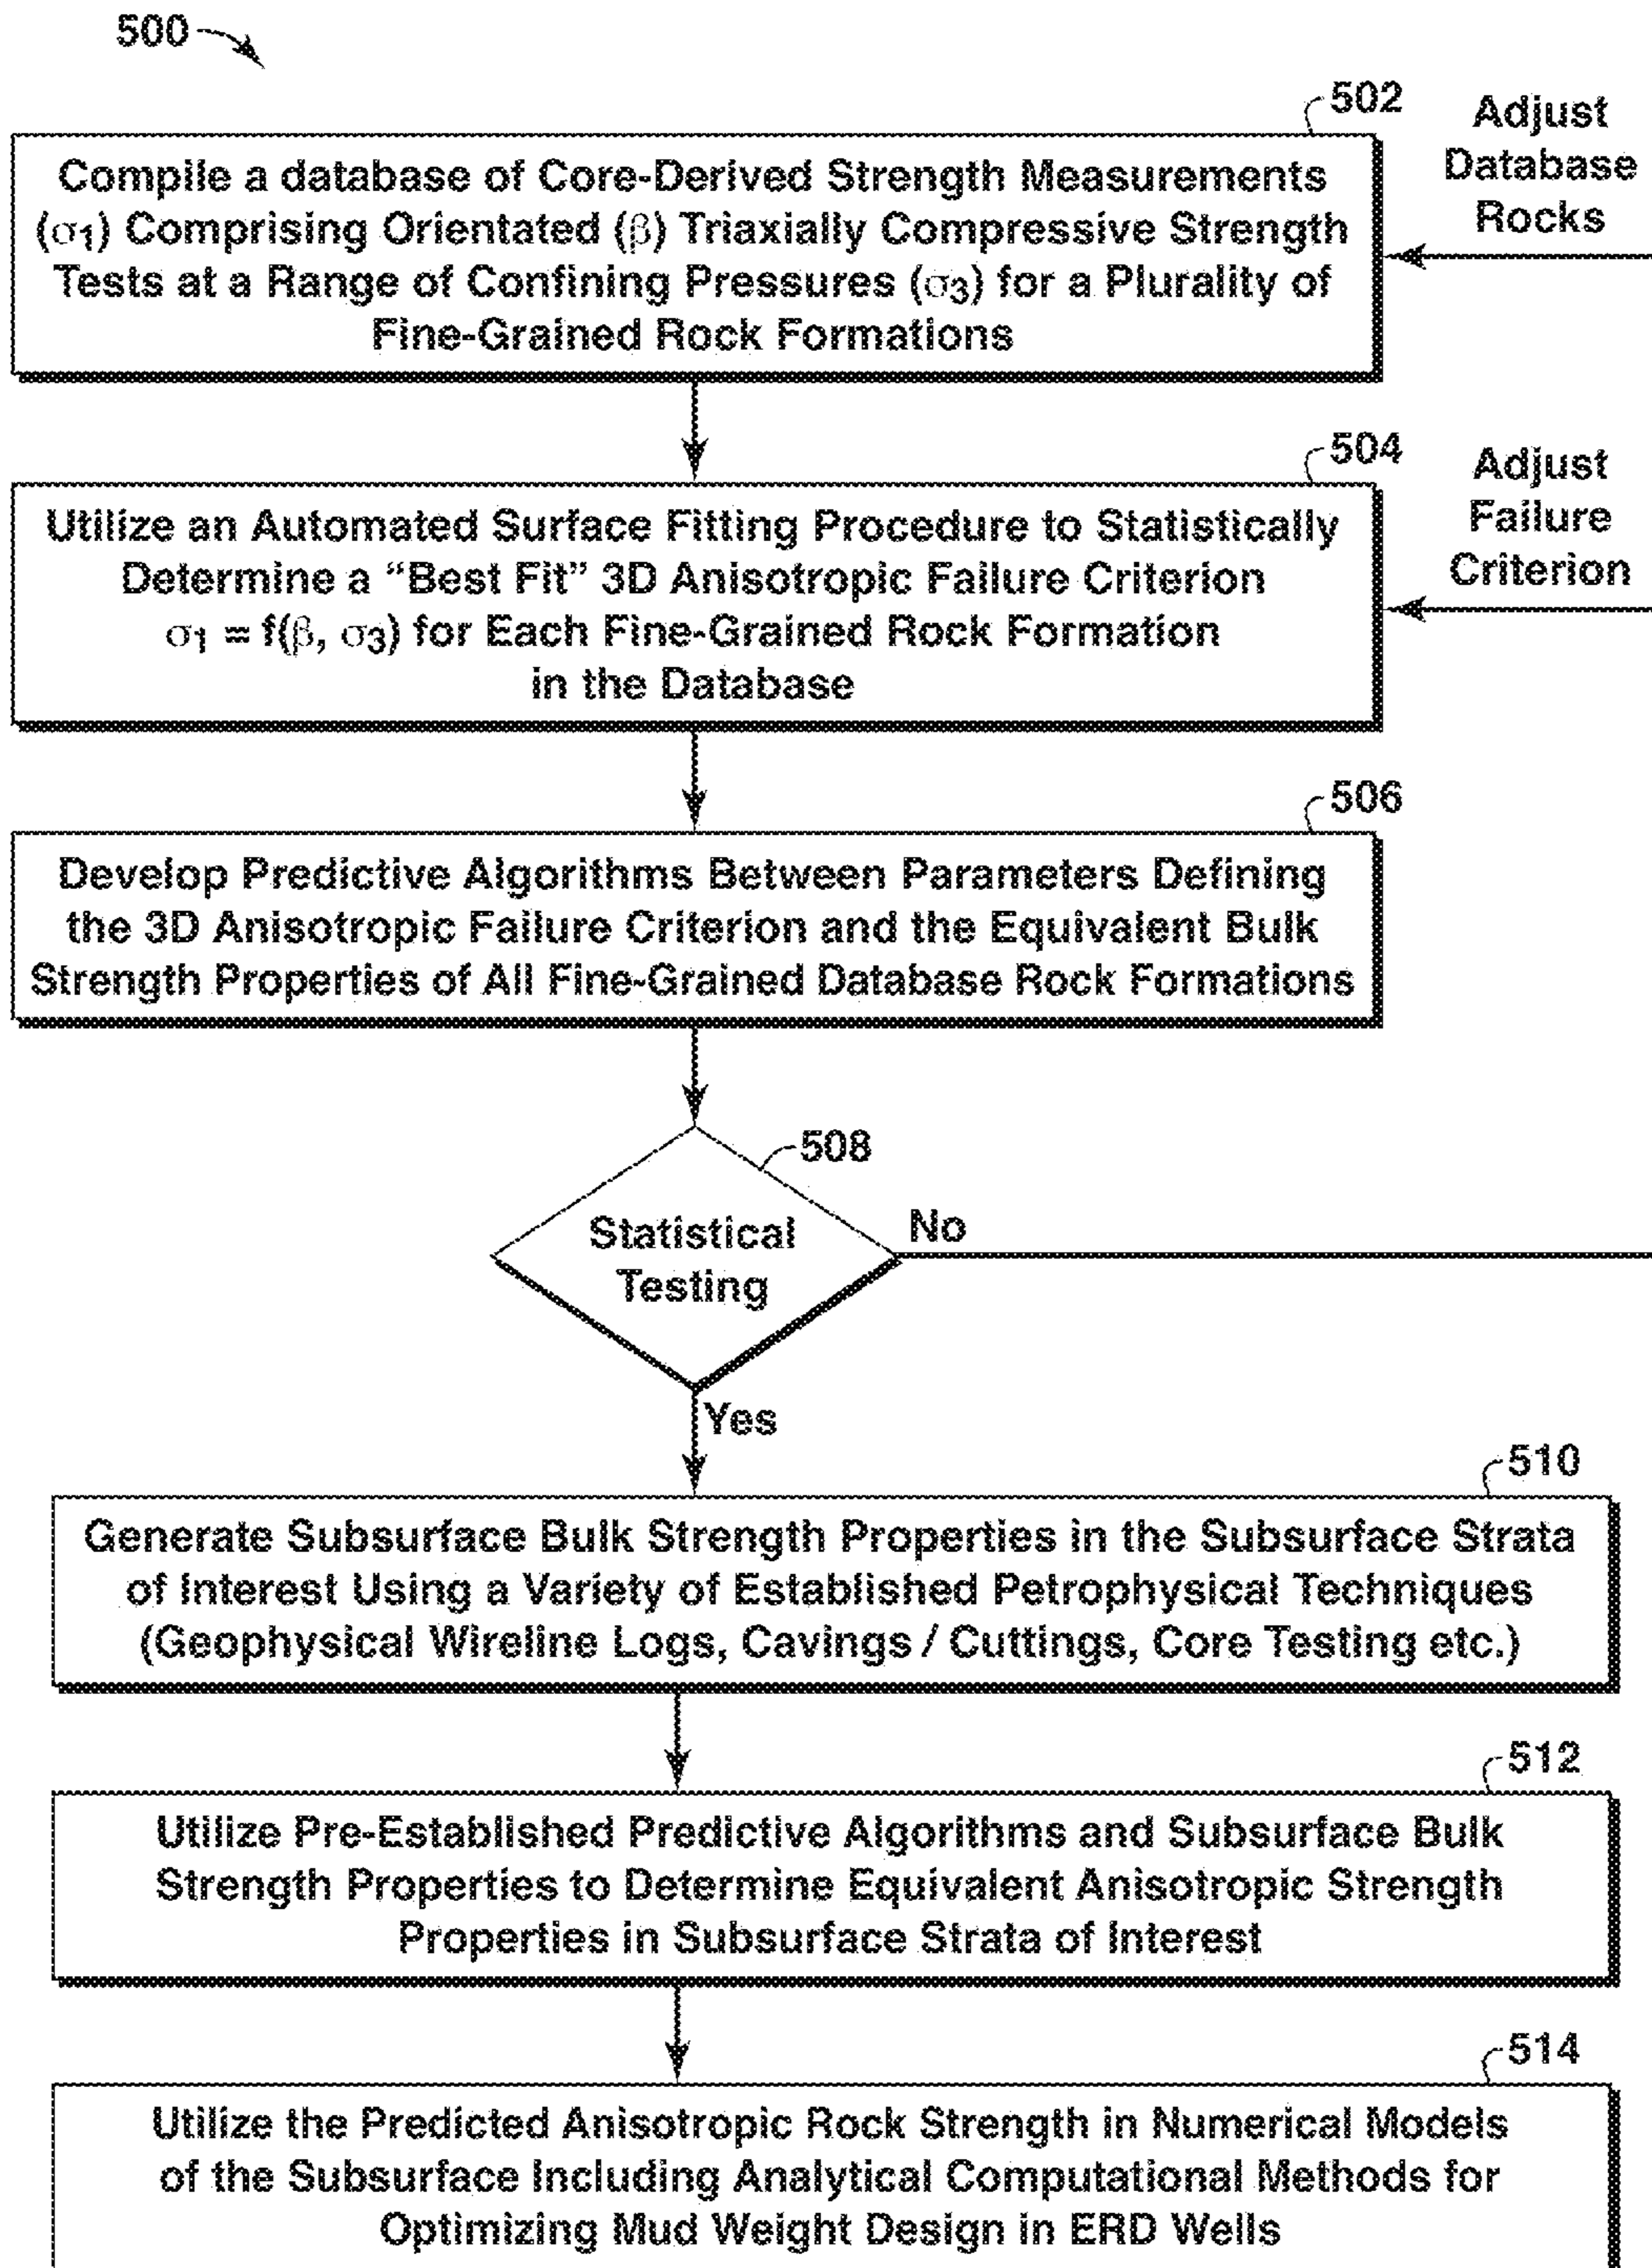 500
502
Adjust
Database
Rocks
Compile a database of Core-Derived Strength Measurements
(σ1) Comprising Orientated (β) Triaxially Compressive Strength
Tests at a Range of Confining Pressures (σ3) for a Plurality of
Fine-Grained Rock Formations
504
Adjust
Failure
Criterion
Utilize an Automated Surface Fitting Procedure to Statistically
Determine a “Best Fit” 3D Anisotropic Failure Criterion
σ1 = f(β, σ3) for Each Fine-Grained Rock Formation
in the Database
506
Develop Predictive Algorithms Between Parameters Defining
the 3D Anisotropic Failure Criterion and the Equivalent Bulk
Strength Properties of All Fine-Grained Database Rock Formations
508
Statistical
Testing
No
Yes
510
Generate Subsurface Bulk Strength Properties in the Subsurface Strata
of Interest Using a Variety of Established Petrophysical Techniques
(Geophysical Wireline Logs, Cavings / Cuttings, Core Testing etc.)
512
Utilize Pre-Established Predictive Algorithms and Subsurface Bulk
Strength Properties to Determine Equivalent Anisotropic Strength
Properties in Subsurface Strata of Interest
514
Utilize the Predicted Anisotropic Rock Strength in Numerical Models
of the Subsurface Including Analytical Computational Methods for
Optimizing Mud Weight Design in ERD Wells